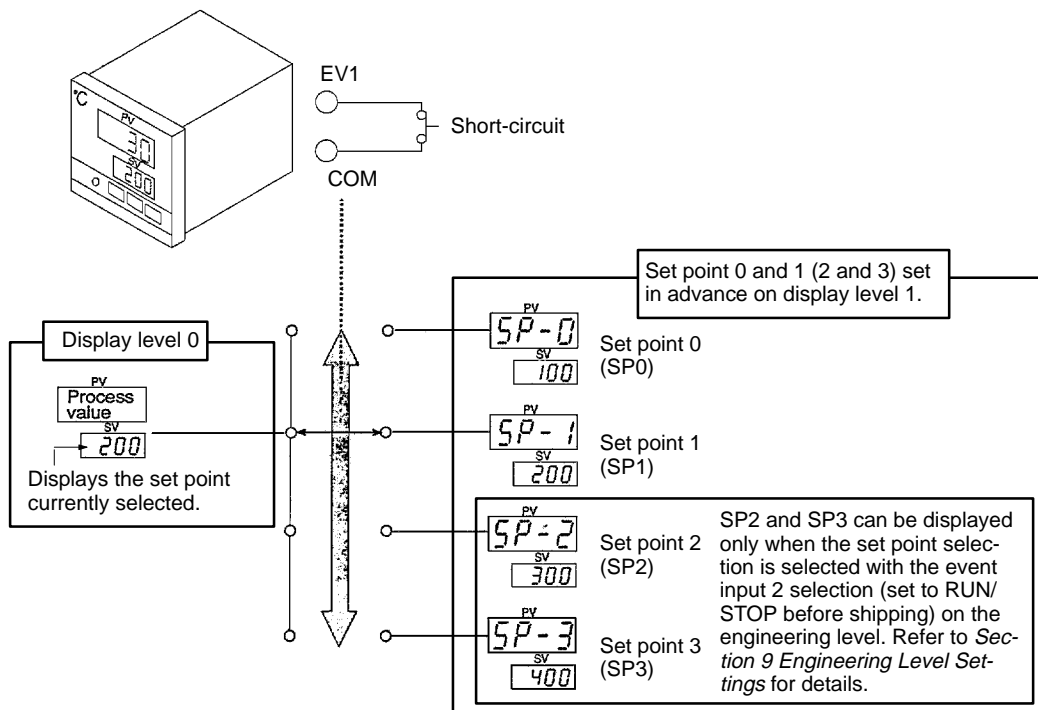 °C
PV
30
SV
200
EV1
Short-circuit
COM
Set point 0 and 1 (2 and 3) set
in advance on display level 1.
Display level 0
PV
Process
value
SV
200
Displays the set point
currently selected.
PV
SP-0
SV
100
Set point 0
(SP0)
PV
SP-1
SV
200
Set point 1
(SP1)
PV
SP-2
SV
300
Set point 2
(SP2)
PV
SP-3
SV
400
Set point 3
(SP3)
SP2 and SP3 can be displayed
only when the set point selec-
tion is selected with the event
input 2 selection (set to RUN/
STOP before shipping) on the
engineering level. Refer to Sec-
tion 9 Engineering Level Set-
tings for details.